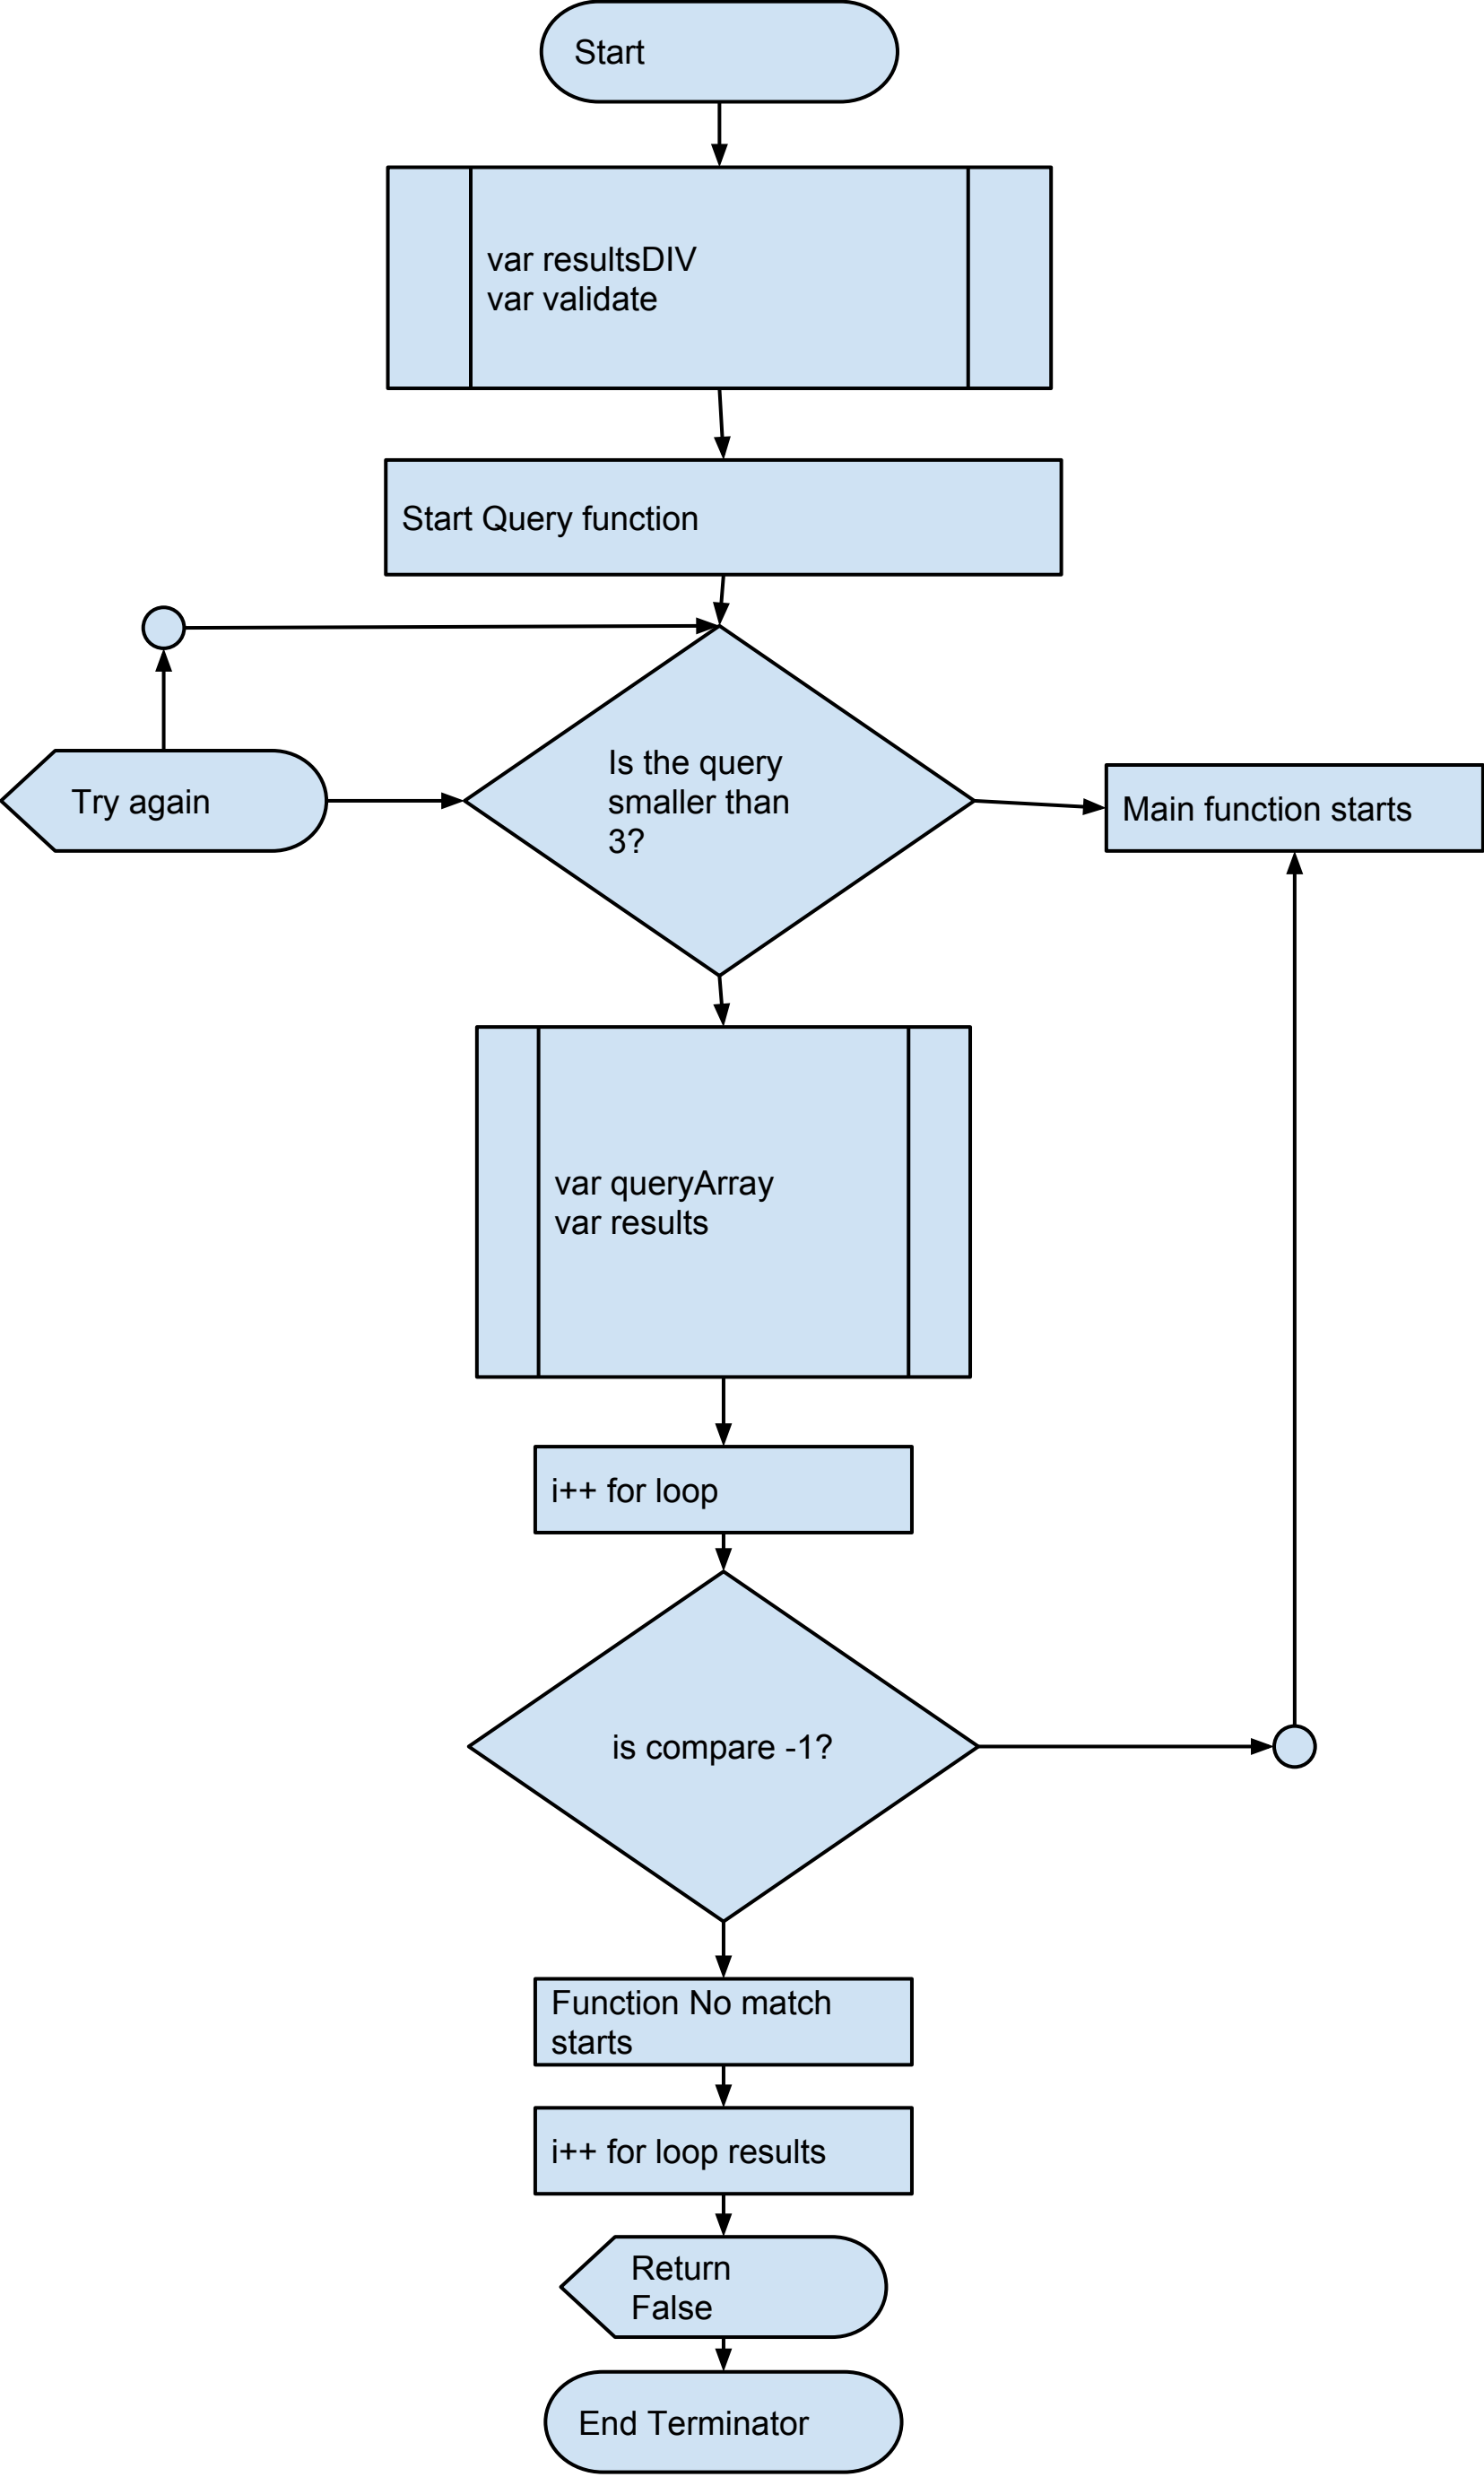 Start
var resultsDIV
var validate
Start Query function
Is the query
smaller than
3?
Try again
Main function starts
var queryArray
var results
i++ for loop
is compare -1?
Function No match
starts
i++ for loop results
Return
False
End Terminator